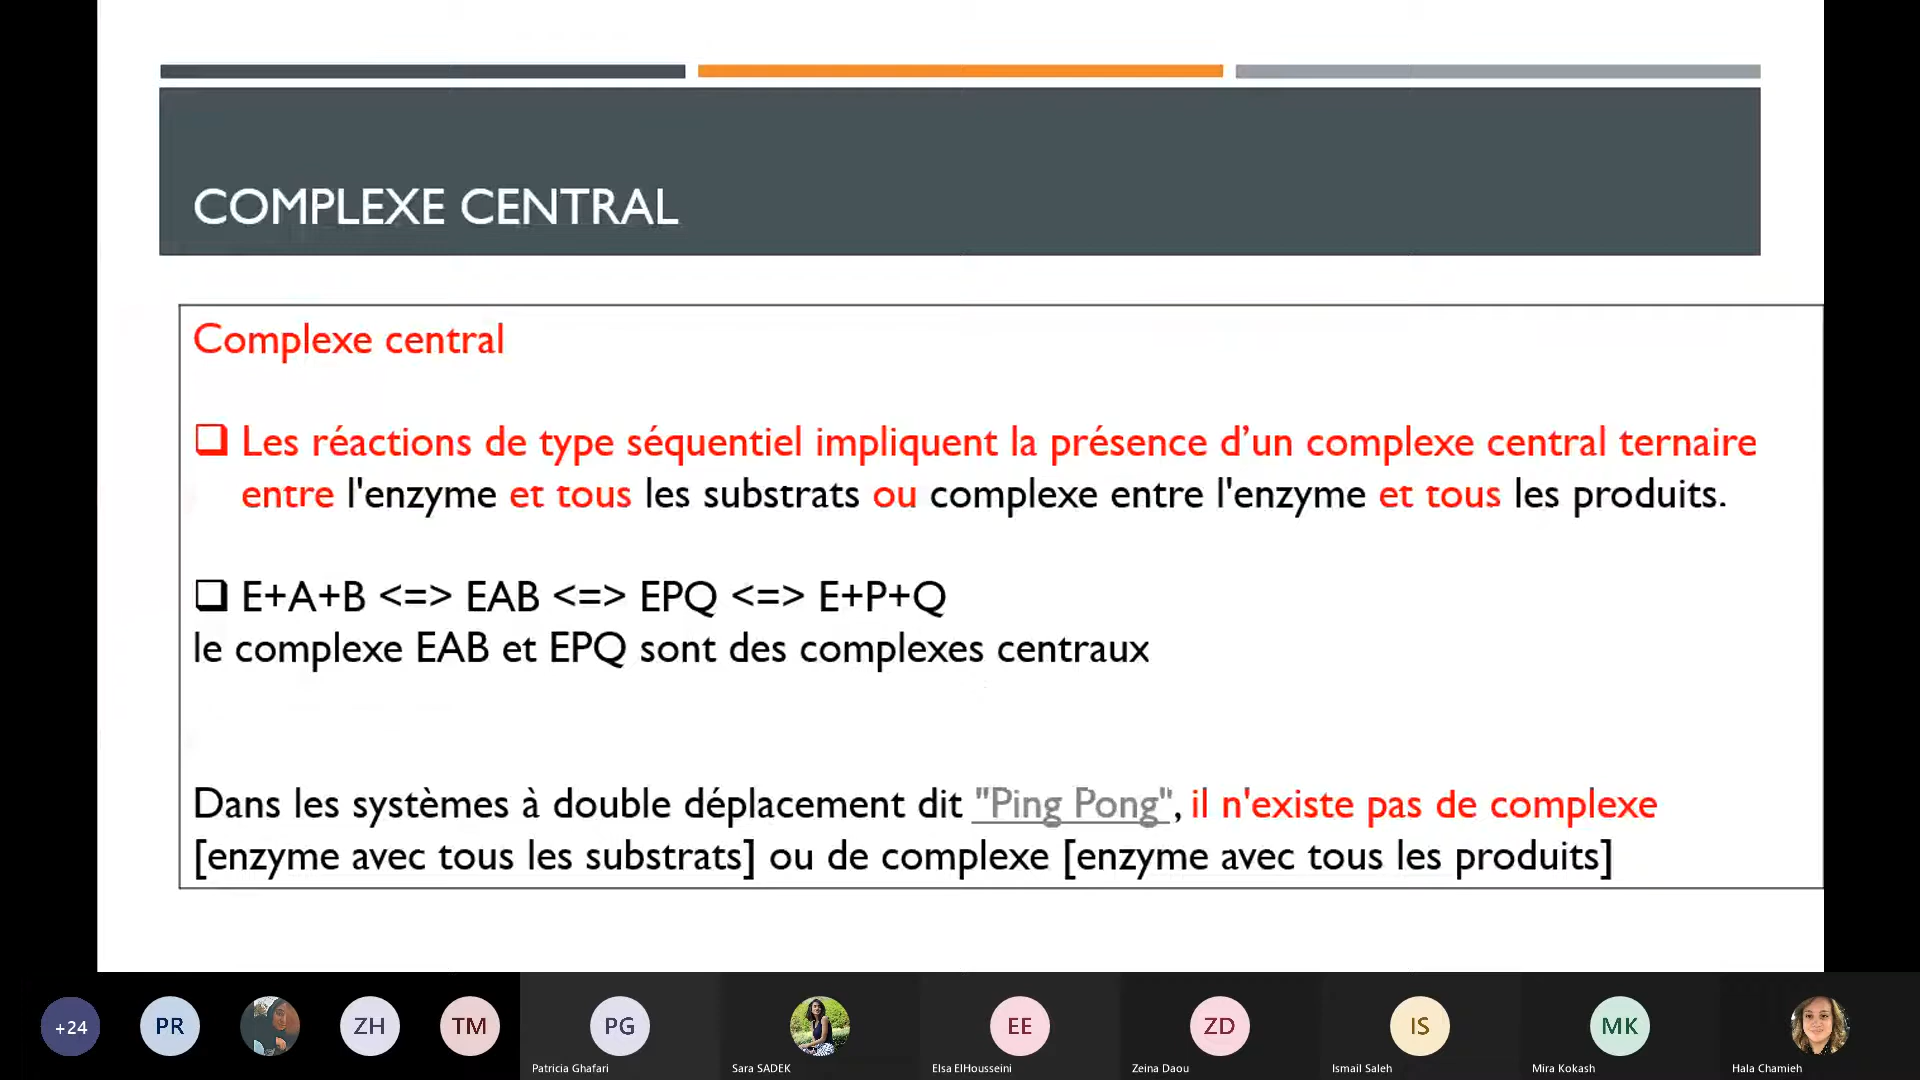 COMPLEXE CENTRAL
Complexe central
❑ Les réactions de type séquentiel impliquent la présence d’un complexe central ternaire
entre l'enzyme et tous les substrats ou complexe entre l'enzyme et tous les produits.
❑ E+A+B <=> EAB <=> EPQ <=> E+P+Q
le complexe EAB et EPQ sont des complexes centraux
Dans les systèmes à double déplacement dit "Ping Pong", il n'existe pas de complexe
[enzyme avec tous les substrats] ou de complexe [enzyme avec tous les produits]
+24 PR ZH TM PG EE ZD IS MK
Patricia Ghafari Sara SADEK Elsa ElHousseini Zeina Daou Ismail Saleh Mira Kokash Hala Chamieh